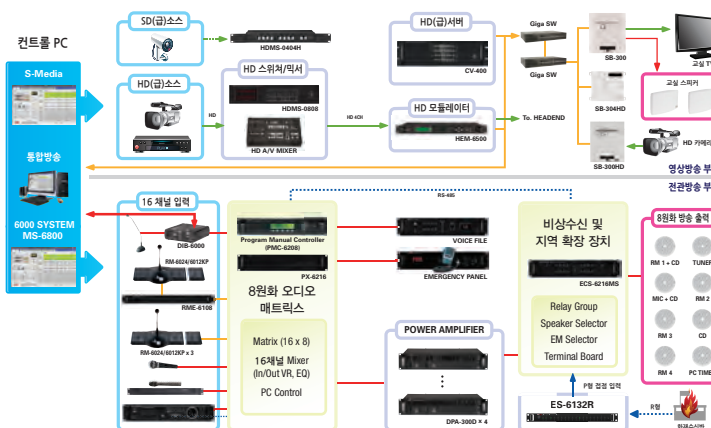 컨트롤 PC
S-Media
통합방송
6000 SYSTEM
MS-6800
SD(급)소스
HDMS-0404H
HD(급)소스
HD
HD 스위처/믹서
HDMS-0808
HD A/V MIXER
HD 4CH
HD(급)서버
CV-400
HD 모듈레이터
HEM-6500
Giga SW
Giga SW
To. HEADEND
SB-300
SB-304HD
SB-300HD
교실 TV
교실 스피커
HD 카메라
영상방송 부
전관방송 부
16 채널 입력
DIB-6000
RM-6024/6012KP
RME-6108
RM-6024/6012KP x 3
RS-485
Program Manual Controller
(PMC-6208)
PX-6216
8원화 오디오
매트릭스
Matrix (16 x 8)
16채널 Mixer
(In/Out VR, EQ)
PC Control
VOICE FILE
EMERGENCY PANEL
POWER AMPLIFIER
DPA-300D × 4
비상수신 및
지역 확장 장치
ECS-6216MS
Relay Group
Speaker Selector
EM Selector
Terminal Board
P형 접점 입력
ES-6132R
R형
8원화 방송 출력
RM 1 + CD
TUNER
MIC + CD
RM 2
RM 3
CD
RM 4
PC TIME